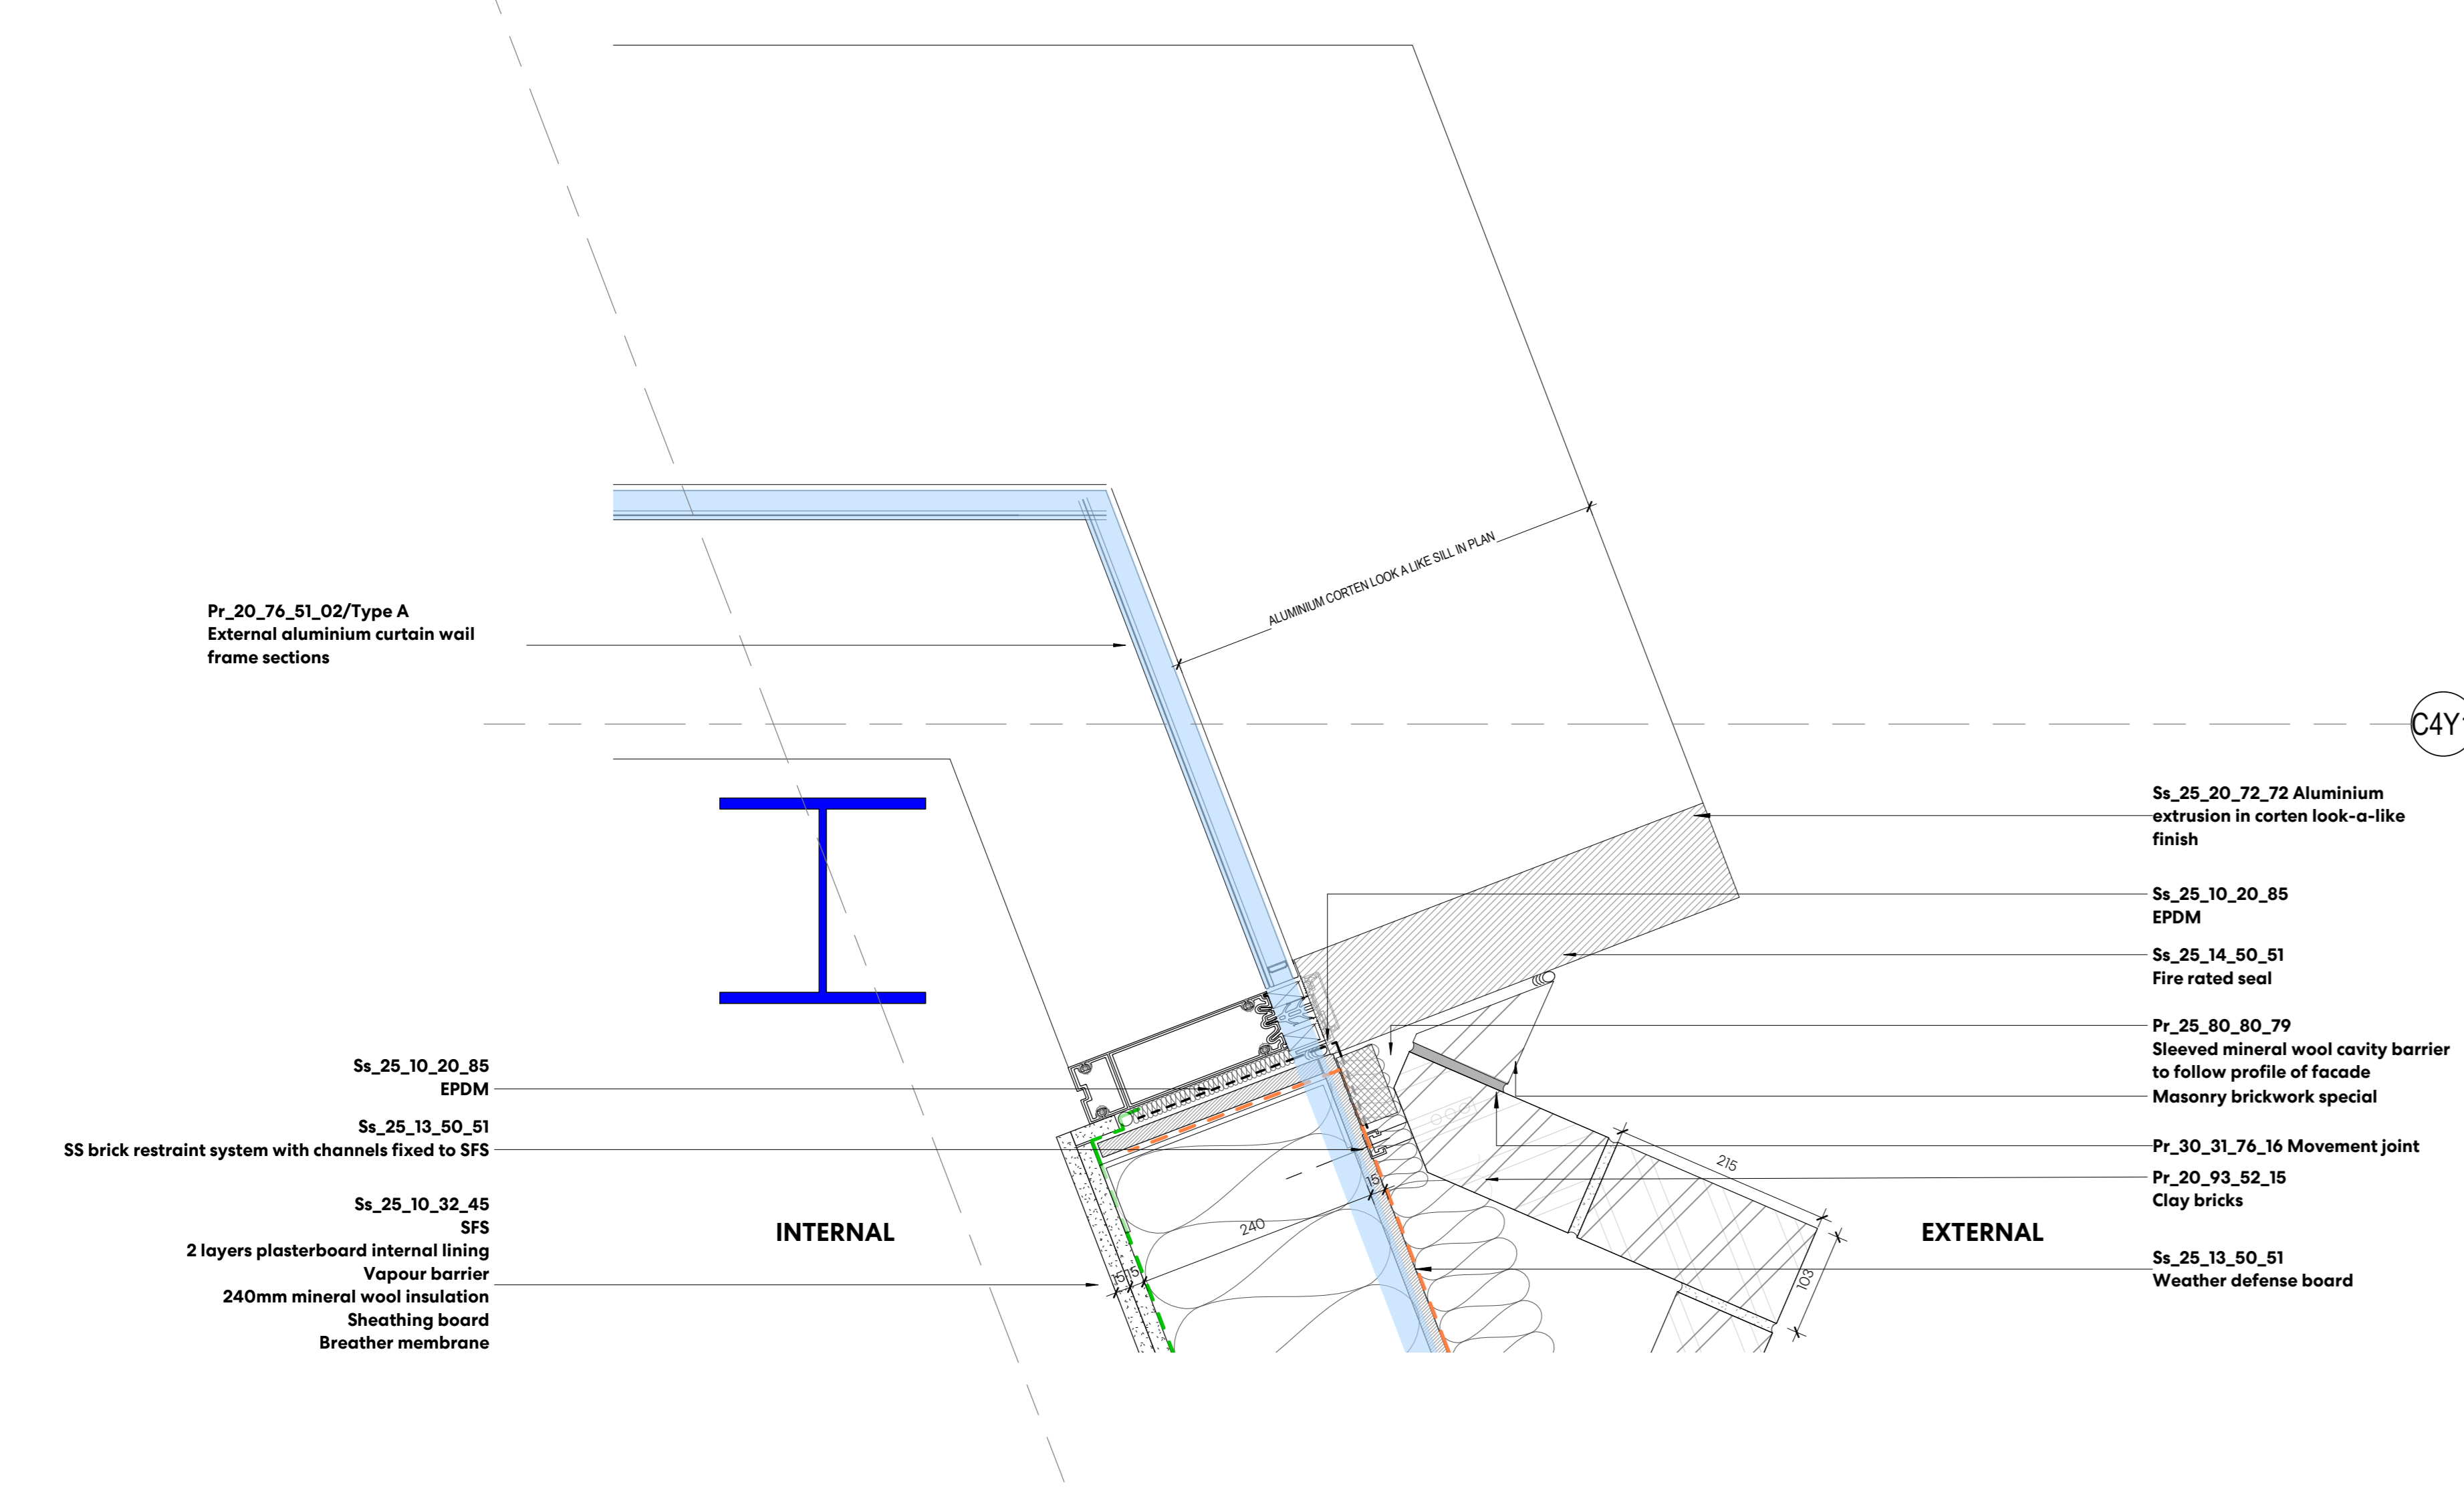 ALUMINIUM CORTEN LOOK A LIKE SILL IN PLAN
Pr_20_76_51_02/Type A
External aluminium curtain wail
frame sections
C4Y
Ss_25_20_72_72 Aluminium
extrusion in corten look-a-like
finish
Ss_25_10_20_85
EPDM
Ss_25_14_50_51
Fire rated seal
Pr_25_80_80_79
Sleeved mineral wool cavity barrier
to follow profile of facade
Masonry brickwork special
Pr_30_31_76_16 Movement joint
Pr_20_93_52_15
Clay bricks
Ss_25_13_50_51
Weather defense board
Ss_25_10_20_85
EPDM
Ss_25_13_50_51
SS brick restraint system with channels fixed to SFS
Ss_25_10_32_45
SFS
2 layers plasterboard internal lining
Vapour barrier
240mm mineral wool insulation
Sheathing board
Breather membrane
INTERNAL
EXTERNAL
215
103
15
240
15
15